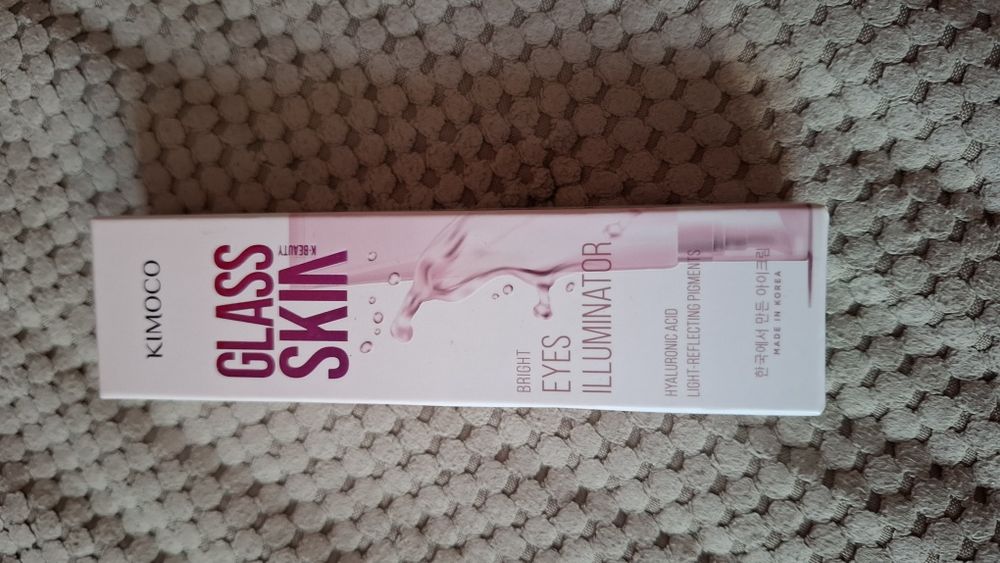 KIMOCO
GLASS
SKIN
K-BEAUTY
BRIGHT
EYES
ILLUMINATOR
HYALURONIC ACID
LIGHT-REFLECTING PIGMENTS
한국에서 만든 아이크림
MADE IN KOREA